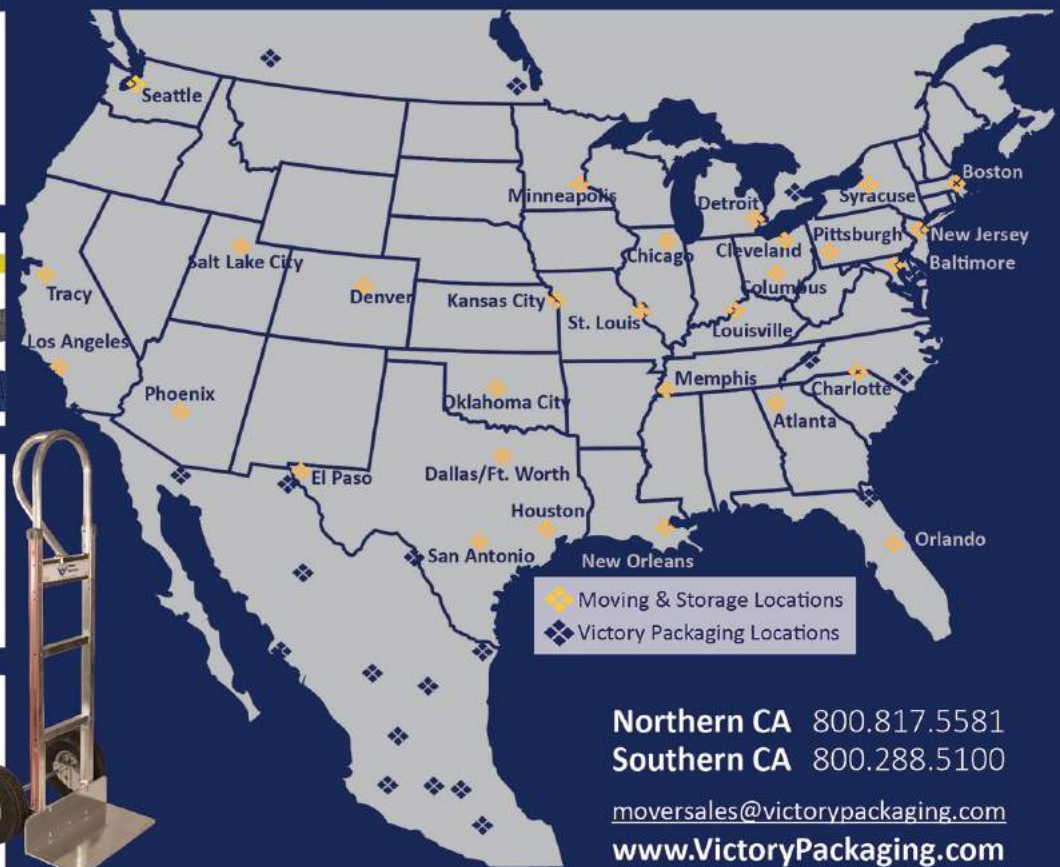 Seattle
Minneapolis
Detroit
Syracuse
Boston
Chicago
Cleveland
Pittsburgh
New Jersey
Baltimore
Columbus
Salt Lake City
Tracy
Denver
Kansas City
St. Louis
Louisville
Los Angeles
Phoenix
Oklahoma City
Memphis
Charlotte
Atlanta
El Paso
Dallas/Ft. Worth
Houston
San Antonio
New Orleans
Orlando
Moving & Storage Locations
Victory Packaging Locations
Northern CA 800.817.5581
Southern CA 800.288.5100
moversales@victorypackaging.com
www.VictoryPackaging.com